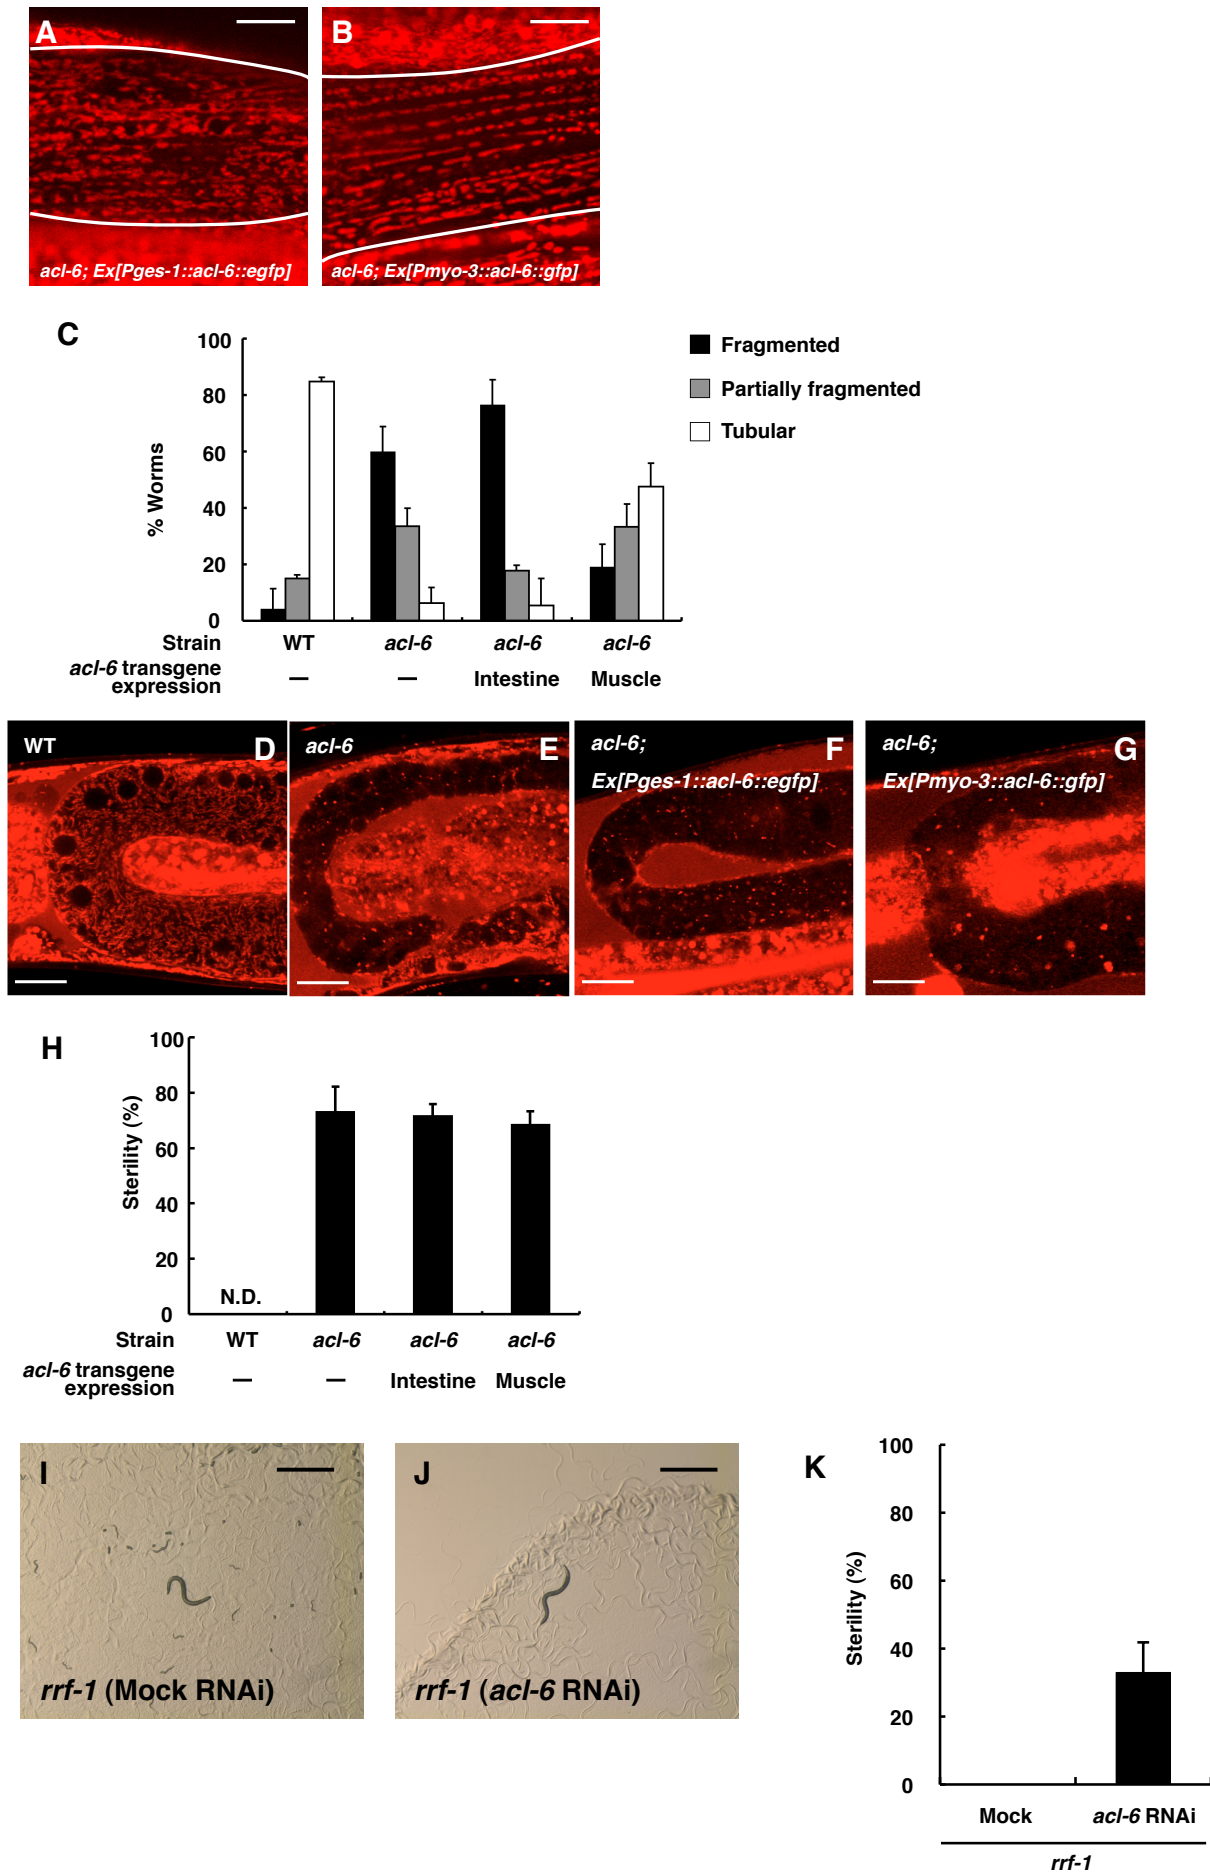 A
B
acl-6; Ex[Pges-1::acl-6::egfp]
acl-6; Ex[Pmyo-3::acl-6::gfp]
C
100
80
60
40
20
0
% Worms
Fragmented
Partially fragmented
Tubular
Strain WT acl-6 acl-6 acl-6
acl-6 transgene
expression — — Intestine Muscle
WT D
acl-6 E
acl-6; F
Ex[Pges-1::acl-6::egfp]
acl-6; G
Ex[Pmyo-3::acl-6::gfp]
H
100
80
60
40
20
0
Sterility (%)
N.D.
Strain WT acl-6 acl-6 acl-6
acl-6 transgene
expression — — Intestine Muscle
I
rrf-1 (Mock RNAi)
J
rrf-1 (acl-6 RNAi)
K
100
80
60
40
20
0
Sterility (%)
Mock acl-6 RNAi
rrf-1